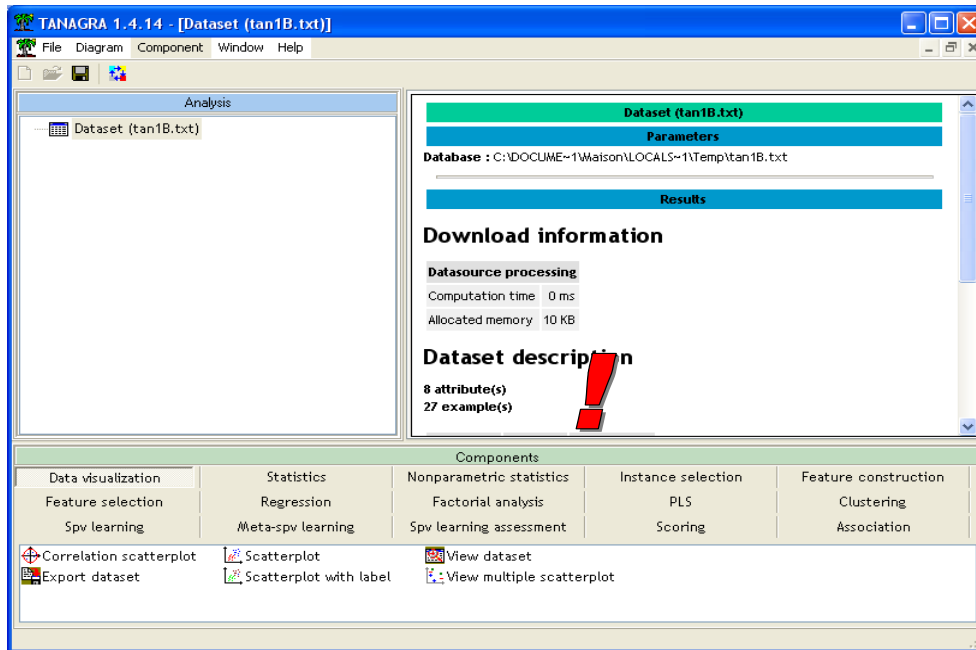 TANAGRA 1.4.14 - [Dataset (tan1B.txt)]
File Diagram Component Window Help
Analysis
Dataset (tan1B.txt)
Dataset (tan1B.txt)
Parameters
Database : C:\DOCUME~1\Maison\LOCALS~1\Temp\tan1B.txt
Results
Download information
Datasource processing
Computation time 0 ms
Allocated memory 10 KB
Dataset description
8 attribute(s)
27 example(s)
!
Components
Data visualization Statistics Nonparametric statistics Instance selection Feature construction
Feature selection Regression Factorial analysis PLS Clustering
Spv learning Meta-spv learning Spv learning assessment Scoring Association
Correlation scatterplot Scatterplot View dataset
Export dataset Scatterplot with label View multiple scatterplot